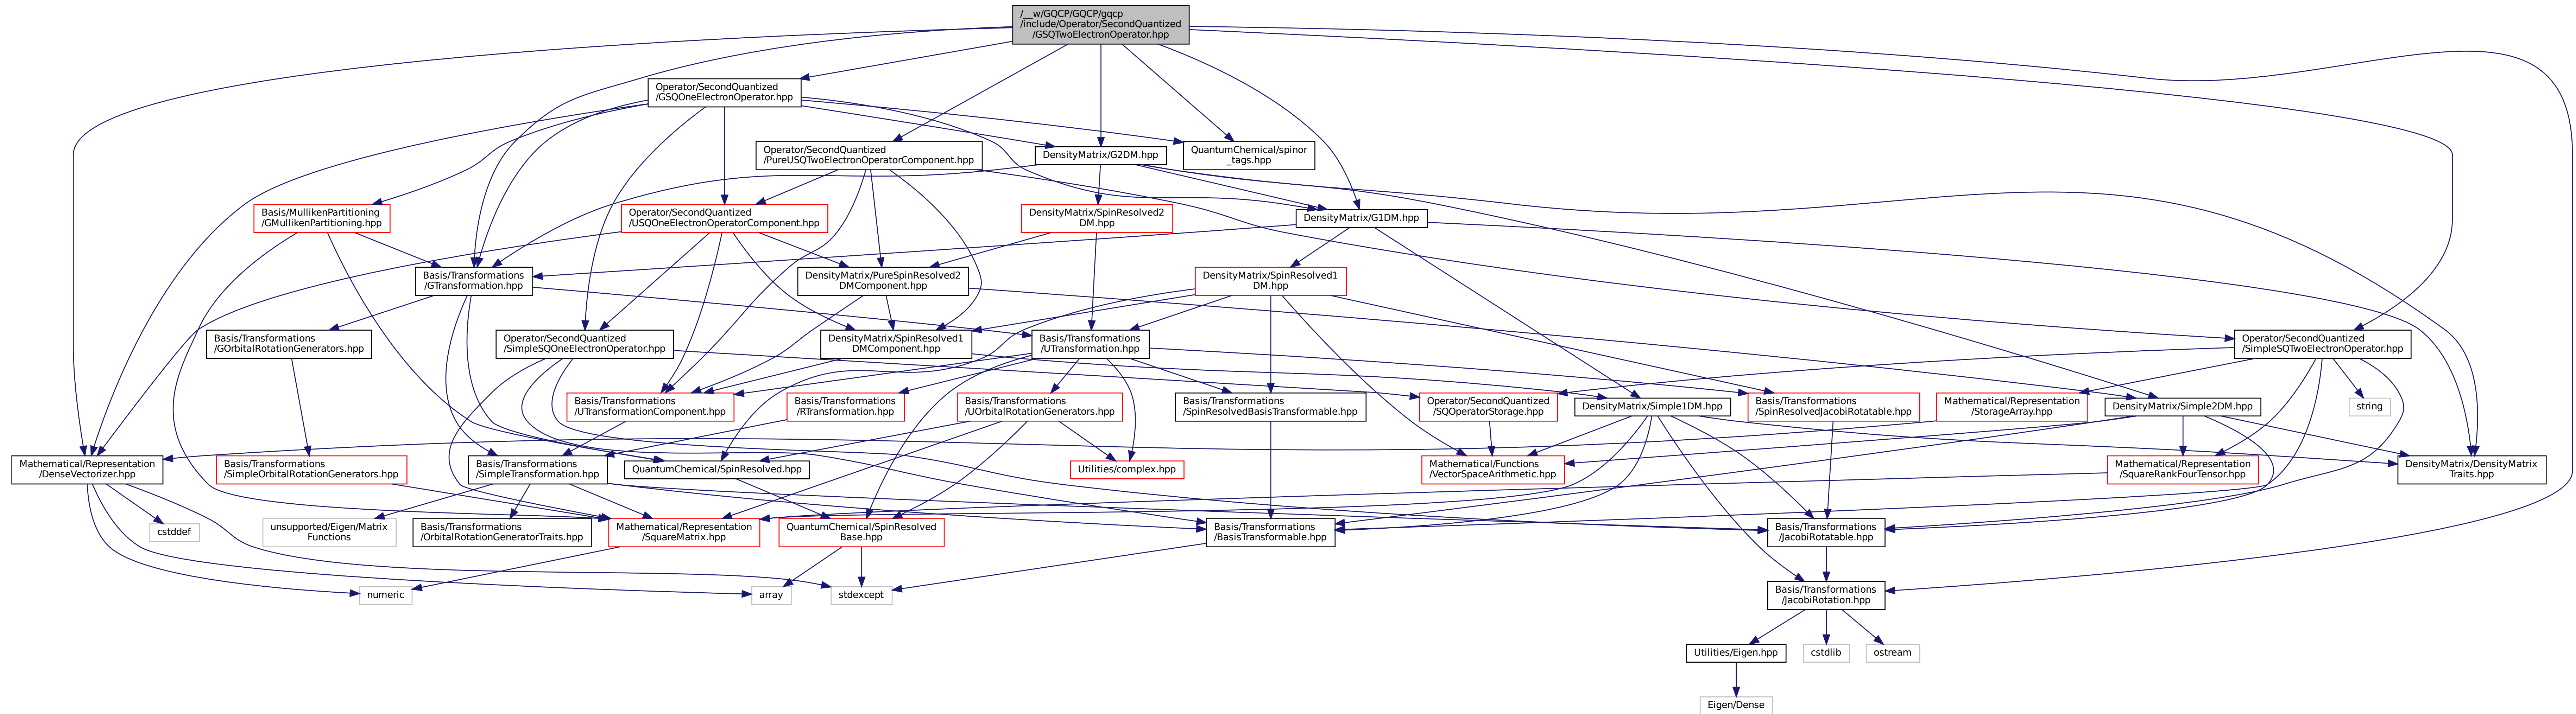 /__w/GQCP/GQCP/gqcp
/include/Operator/SecondQuantized
/GSQTwoElectronOperator.hpp
Operator/SecondQuantized
/GSQOneElectronOperator.hpp
Operator/SecondQuantized
/PureUSQTwoElectronOperatorComponent.hpp
DensityMatrix/G2DM.hpp
QuantumChemical/spinor
_tags.hpp
Basis/MullikenPartitioning
/GMullikenPartitioning.hpp
Operator/SecondQuantized
/USQOneElectronOperatorComponent.hpp
DensityMatrix/SpinResolved2
DM.hpp
DensityMatrix/G1DM.hpp
Basis/Transformations
/GTransformation.hpp
DensityMatrix/PureSpinResolved2
DMComponent.hpp
DensityMatrix/SpinResolved1
DM.hpp
Basis/Transformations
/GOrbitalRotationGenerators.hpp
Operator/SecondQuantized
/SimpleSQOneElectronOperator.hpp
DensityMatrix/SpinResolved1
DMComponent.hpp
Basis/Transformations
/UTransformation.hpp
Operator/SecondQuantized
/SimpleSQTwoElectronOperator.hpp
Basis/Transformations
/UTransformationComponent.hpp
Basis/Transformations
/RTransformation.hpp
Basis/Transformations
/UOrbitalRotationGenerators.hpp
Basis/Transformations
/SpinResolvedBasisTransformable.hpp
Operator/SecondQuantized
/SQOperatorStorage.hpp
DensityMatrix/Simple1DM.hpp
Basis/Transformations
/SpinResolvedJacobiRotatable.hpp
Mathematical/Representation
/StorageArray.hpp
DensityMatrix/Simple2DM.hpp
string
Mathematical/Representation
/DenseVectorizer.hpp
Basis/Transformations
/SimpleOrbitalRotationGenerators.hpp
Basis/Transformations
/SimpleTransformation.hpp
QuantumChemical/SpinResolved.hpp
Utilities/complex.hpp
Mathematical/Functions
/VectorSpaceArithmetic.hpp
Mathematical/Representation
/SquareRankFourTensor.hpp
DensityMatrix/DensityMatrix
Traits.hpp
cstddef
unsupported/Eigen/Matrix
Functions
Basis/Transformations
/OrbitalRotationGeneratorTraits.hpp
Mathematical/Representation
/SquareMatrix.hpp
QuantumChemical/SpinResolved
Base.hpp
Basis/Transformations
/BasisTransformable.hpp
Basis/Transformations
/JacobiRotatable.hpp
numeric
array
stdexcept
Basis/Transformations
/JacobiRotation.hpp
Utilities/Eigen.hpp
cstdlib
ostream
Eigen/Dense